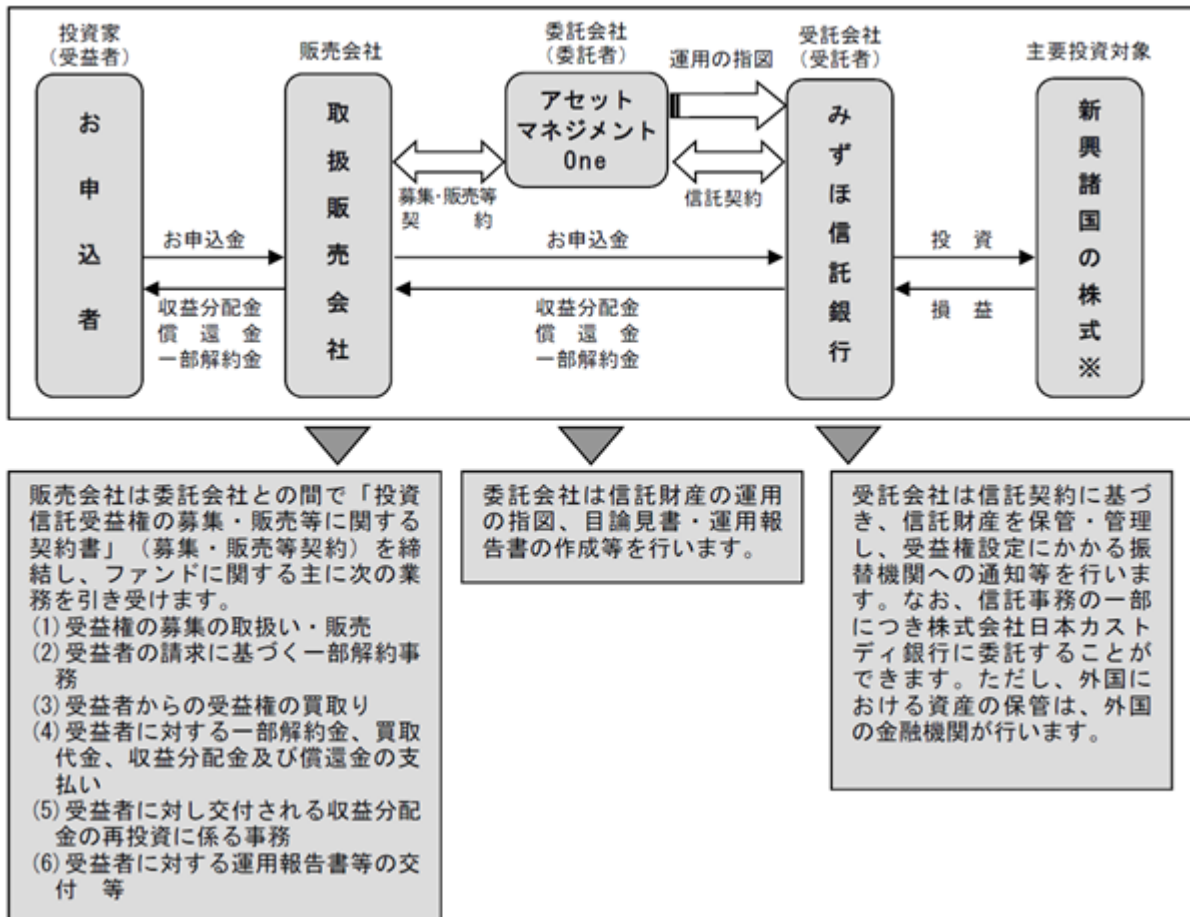 投資家
（受益者）
販売会社
委託会社
（委託者）
運用の指図
受託会社
（受託者）
主要投資対象
お申込者
取扱販売会社
アセット
マネジメント
One
みずほ信託銀行
新興諸国の株式※
募集・販売等
契　　約
信託契約
お申込金
収益分配金
償　還　金
一部解約金
お申込金
収益分配金
償　還　金
一部解約金
投　資
損　益
販売会社は委託会社との間で「投資
信託受益権の募集・販売等に関する
契約書」（募集・販売等契約）を締
結し、ファンドに関する主に次の業
務を引き受けます。
(1)受益権の募集の取扱い・販売
(2)受益者の請求に基づく一部解約事
務
(3)受益者からの受益権の買取り
(4)受益者に対する一部解約金、買取
代金、収益分配金及び償還金の支
払い
(5)受益者に対し交付される収益分配
金の再投資に係る事務
(6)受益者に対する運用報告書等の交
付　等
委託会社は信託財産の運用
の指図、目論見書・運用報
告書の作成等を行います。
受託会社は信託契約に基づ
き、信託財産を保管・管理
し、受益権設定にかかる振
替機関への通知等を行いま
す。なお、信託事務の一部
につき株式会社日本カスト
ディ銀行に委託することが
できます。ただし、外国に
おける資産の保管は、外国
の金融機関が行います。